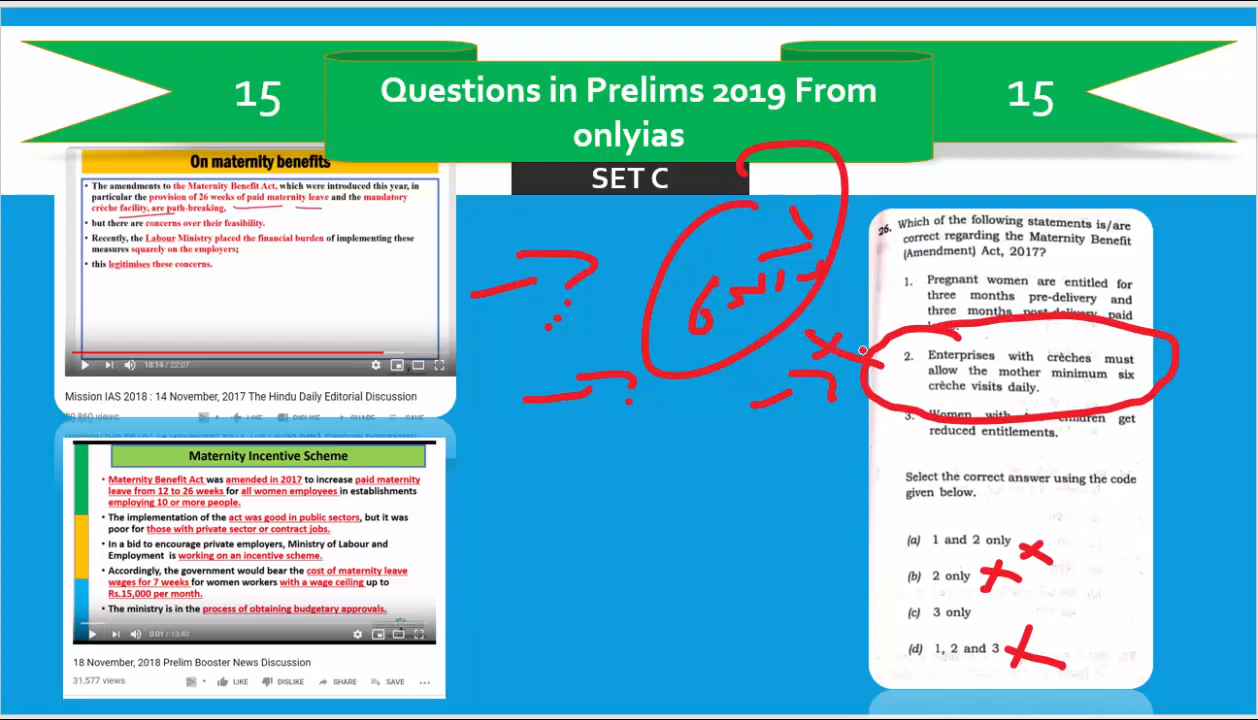 15
Questions in Prelims 2019 From
onlyias
15
SET C
On maternity benefits
The amendments to the Maternity Benefit Act, which were introduced this year, in
particular the provision of 26 weeks of paid maternity leave and the mandatory
crèche facility, are path-breaking,
but there are concerns over their feasibility.
Recently, the Labour Ministry placed the financial burden of implementing these
measures squarely on the employers;
this legitimises these concerns.
18:14 / 22:07
Mission IAS 2018 : 14 November, 2017 The Hindu Daily Editorial Discussion
Maternity Incentive Scheme
Maternity Benefit Act was amended in 2017 to increase paid maternity
leave from 12 to 26 weeks for all women employees in establishments
employing 10 or more people.
The implementation of the act was good in public sectors, but it was
poor for those with private sector or contract jobs.
In a bid to encourage private employers, Ministry of Labour and
Employment is working on an incentive scheme.
Accordingly, the government would bear the cost of maternity leave
wages for 7 weeks for women workers with a wage ceiling up to
Rs.15,000 per month.
The ministry is in the process of obtaining budgetary approvals.
0:01 / 13:40
18 November, 2018 Prelim Booster News Discussion
31,577 views
LIKE DISLIKE SHARE SAVE
- ?
- ?
6
- ?
26. Which of the following statements is/are
correct regarding the Maternity Benefit
(Amendment) Act, 2017?
1. Pregnant women are entitled for
three months pre-delivery and
three months post-delivery paid
2. Enterprises with crèches must
allow the mother minimum six
crèche visits daily.
3. Women with children get
reduced entitlements.
Select the correct answer using the code
given below.
(a) 1 and 2 only
(b) 2 only
(c) 3 only
(d) 1, 2 and 3